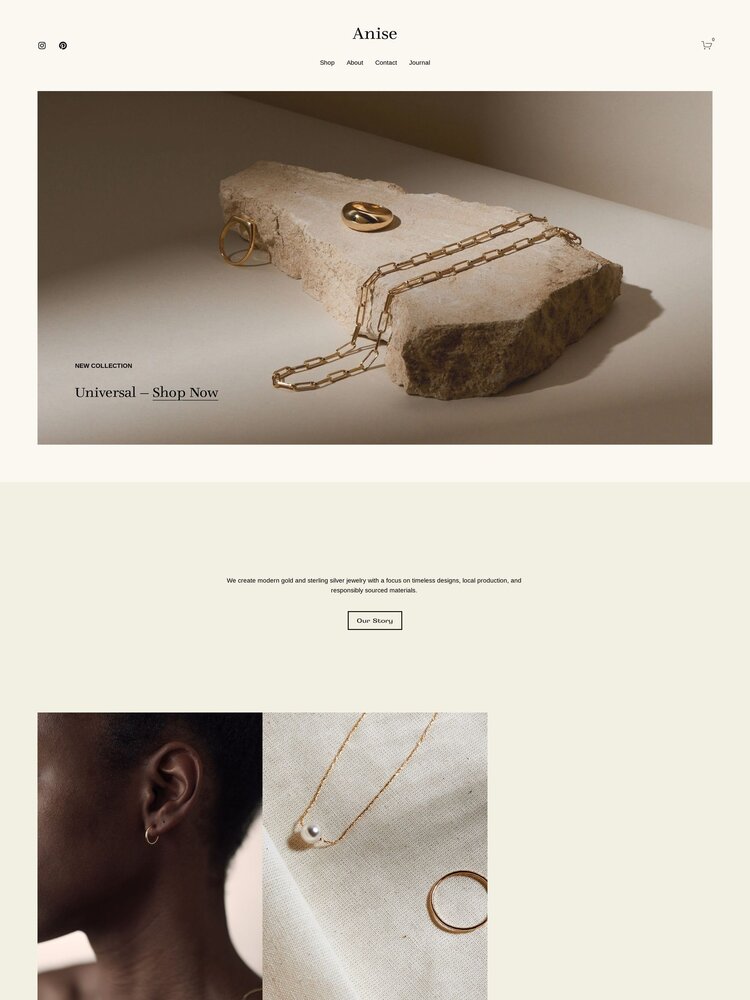 Anise
0
Shop About Contact Journal
NEW COLLECTION
Universal — Shop Now
We create modern gold and sterling silver jewelry with a focus on timeless designs, local production, and
responsibly sourced materials.
Our Story